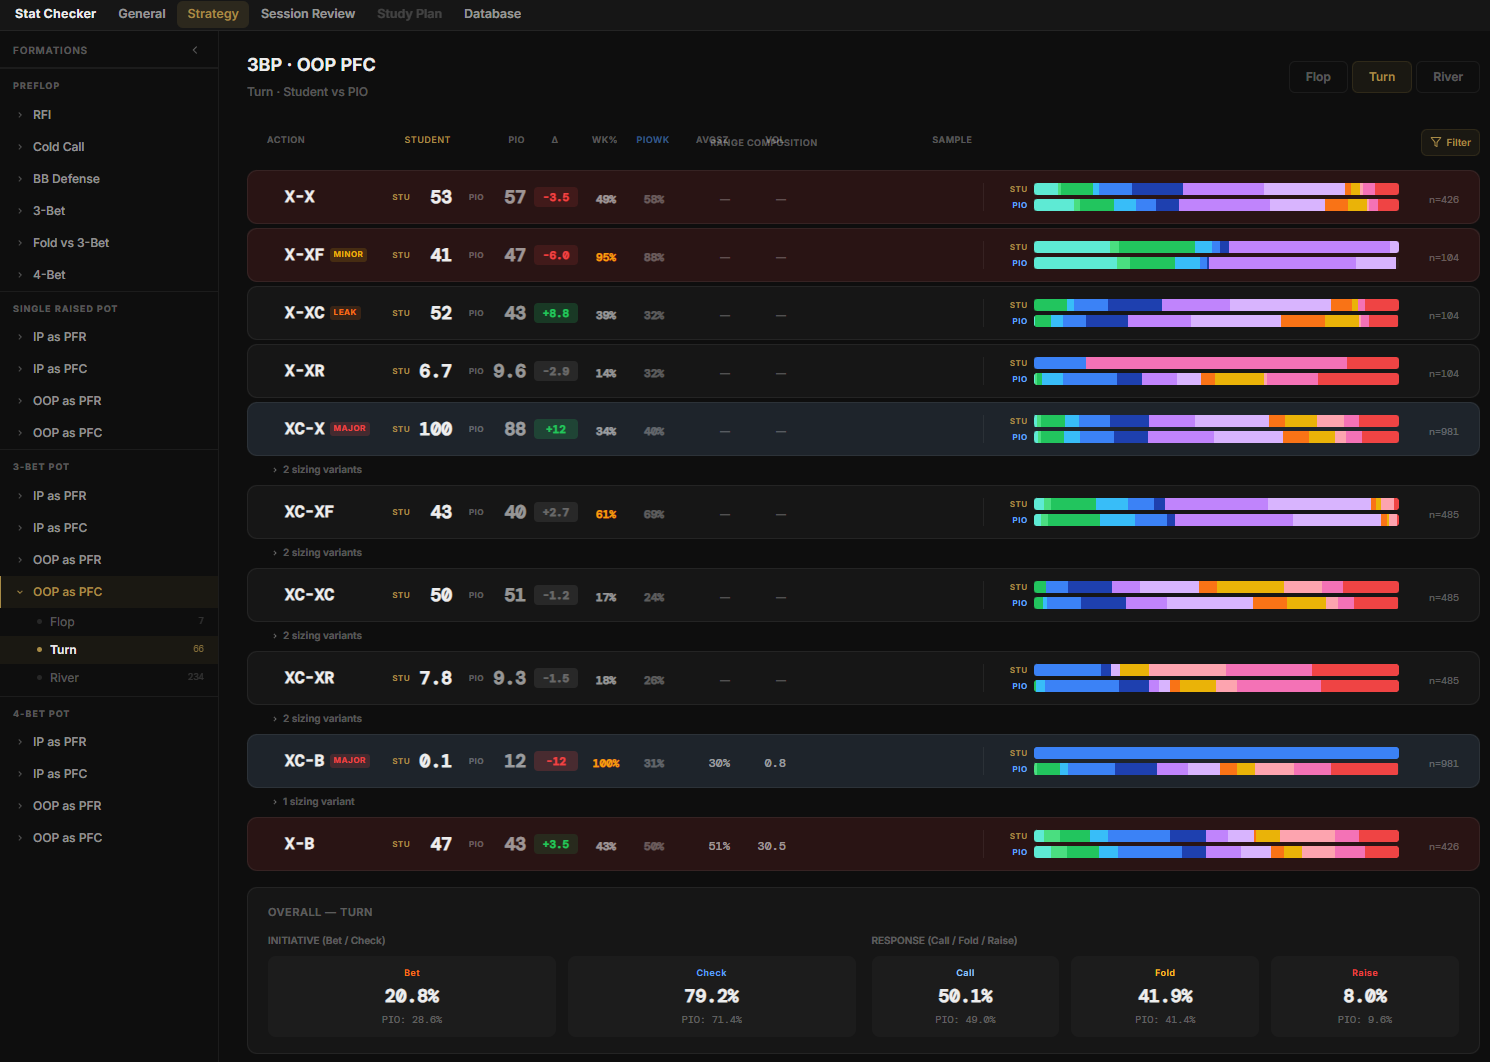 Stat Checker General Strategy Session Review Study Plan Database
FORMATIONS
PREFLOP
RFI
Cold Call
BB Defense
3-Bet
Fold vs 3-Bet
4-Bet
SINGLE RAISED POT
IP as PFR
IP as PFC
OOP as PFR
OOP as PFC
3-BET POT
IP as PFR
IP as PFC
OOP as PFR
OOP as PFC
Flop 7
Turn 66
River 234
4-BET POT
IP as PFR
IP as PFC
OOP as PFR
OOP as PFC
3BP · OOP PFC
Turn · Student vs PIO
Flop Turn River
ACTION STUDENT PIO Δ WK% PIOWK AVGSZ VOL RANGE COMPOSITION SAMPLE
Filter
X-X STU 53 PIO 57 -3.5 49% 58% — — STU PIO n=426
X-XF MINOR STU 41 PIO 47 -6.0 95% 88% — — STU PIO n=104
X-XC LEAK STU 52 PIO 43 +8.8 39% 32% — — STU PIO n=104
X-XR STU 6.7 PIO 9.6 -2.9 14% 32% — — STU PIO n=104
XC-X MAJOR STU 100 PIO 88 +12 34% 40% — — STU PIO n=981
2 sizing variants
XC-XF STU 43 PIO 40 +2.7 61% 69% — — STU PIO n=485
2 sizing variants
XC-XC STU 50 PIO 51 -1.2 17% 24% — — STU PIO n=485
2 sizing variants
XC-XR STU 7.8 PIO 9.3 -1.5 18% 26% — — STU PIO n=485
2 sizing variants
XC-B MAJOR STU 0.1 PIO 12 -12 100% 31% 30% 0.8 STU PIO n=981
1 sizing variant
X-B STU 47 PIO 43 +3.5 43% 50% 51% 30.5 STU PIO n=426
OVERALL — TURN
INITIATIVE (Bet / Check) RESPONSE (Call / Fold / Raise)
Bet Check Call Fold Raise
20.8% 79.2% 50.1% 41.9% 8.0%
PIO: 28.6% PIO: 71.4% PIO: 49.0% PIO: 41.4% PIO: 9.6%